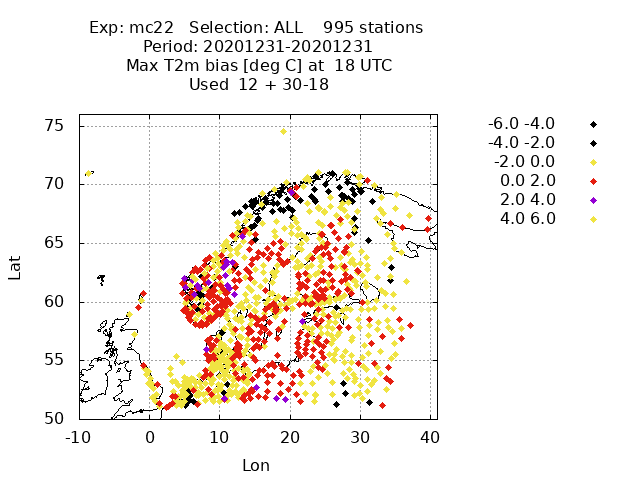 Exp: mc22 Selection: ALL 995 stations
Period: 20201231-20201231
Max T2m bias [deg C] at 18 UTC
Used 12 + 30-18
75
70
65
60
55
50
Lat
-10 0 10 20 30 40
Lon
-6.0 -4.0
-4.0 -2.0
-2.0 0.0
0.0 2.0
2.0 4.0
4.0 6.0